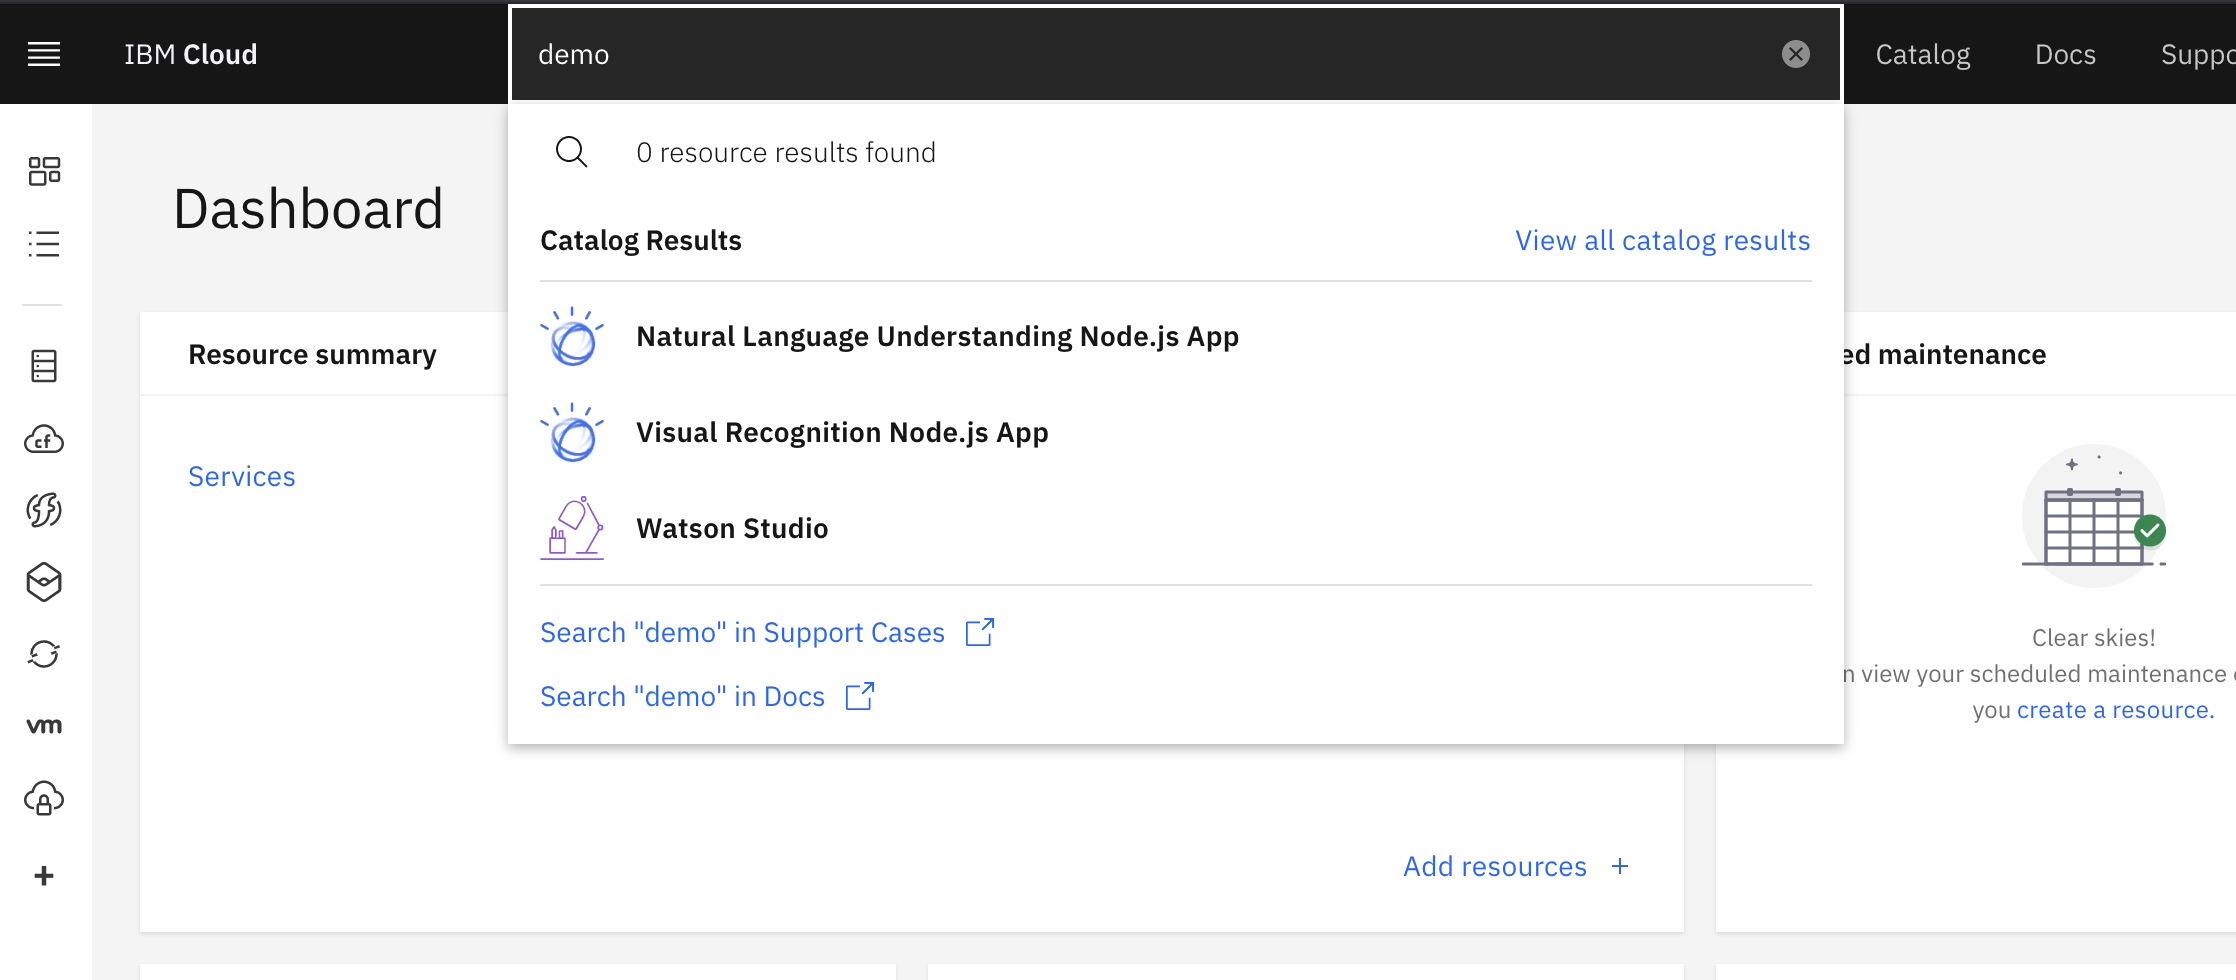 IBM Cloud
demo
Catalog
Docs
Suppo
0 resource results found
Dashboard
Catalog Results
View all catalog results
Natural Language Understanding Node.js App
Resource summary
ed maintenance
Visual Recognition Node.js App
cf
Services
Watson Studio
Search "demo" in Support Cases
Clear skies!
n view your scheduled maintenance
Search "demo" in Docs
you create a resource.
vm
Add resources +